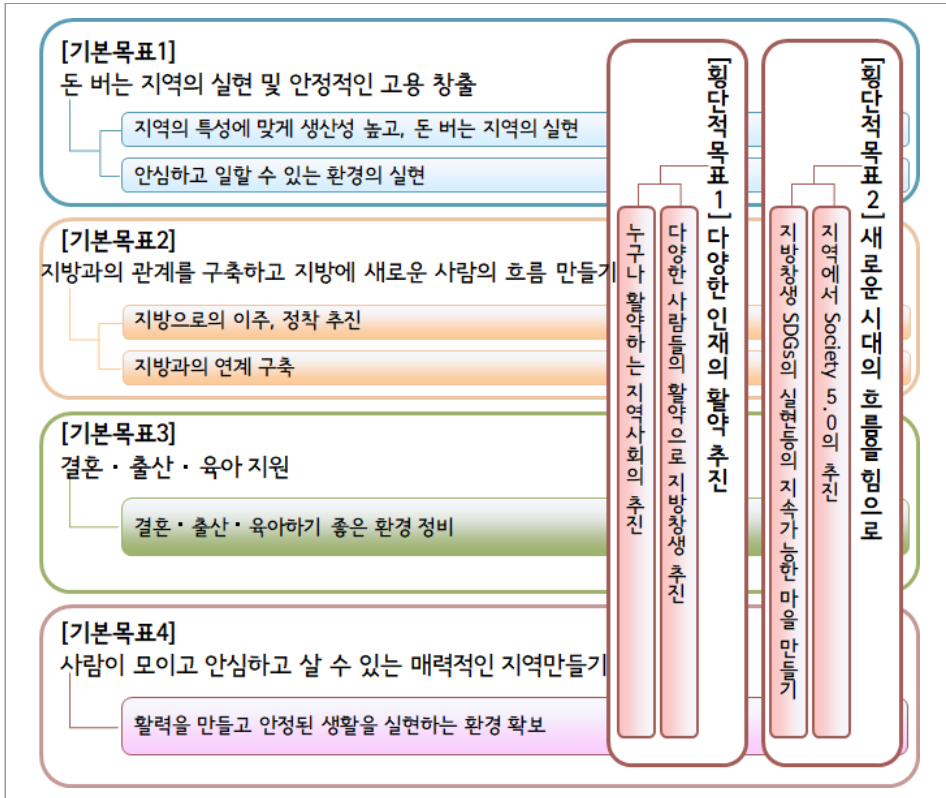 [기본목표1]
돈 버는 지역의 실현 및 안정적인 고용 창출
지역의 특성에 맞게 생산성 높고, 돈 버는 지역의 실현
안심하고 일할 수 있는 환경의 실현
[기본목표2]
지방과의 관계를 구축하고 지방에 새로운 사람의 흐름 만들기
지방으로의 이주, 정착 추진
지방과의 연계 구축
[기본목표3]
결혼・출산・육아 지원
결혼・출산・육아하기 좋은 환경 정비
[기본목표4]
사람이 모이고 안심하고 살 수 있는 매력적인 지역만들기
활력을 만들고 안정된 생활을 실현하는 환경 확보
[횡단적목표 1] 다양한 인재의 활약 추진
다양한 사람들의 활약으로 지방창생 추진
누구나 활약하는 지역사회의 추진
[횡단적목표 2] 새로운 시대의 흐름을 힘으로
지역에서 Society 5.0의 추진
지방창생 SDGs의 실현등의 지속가능한 마을 만들기